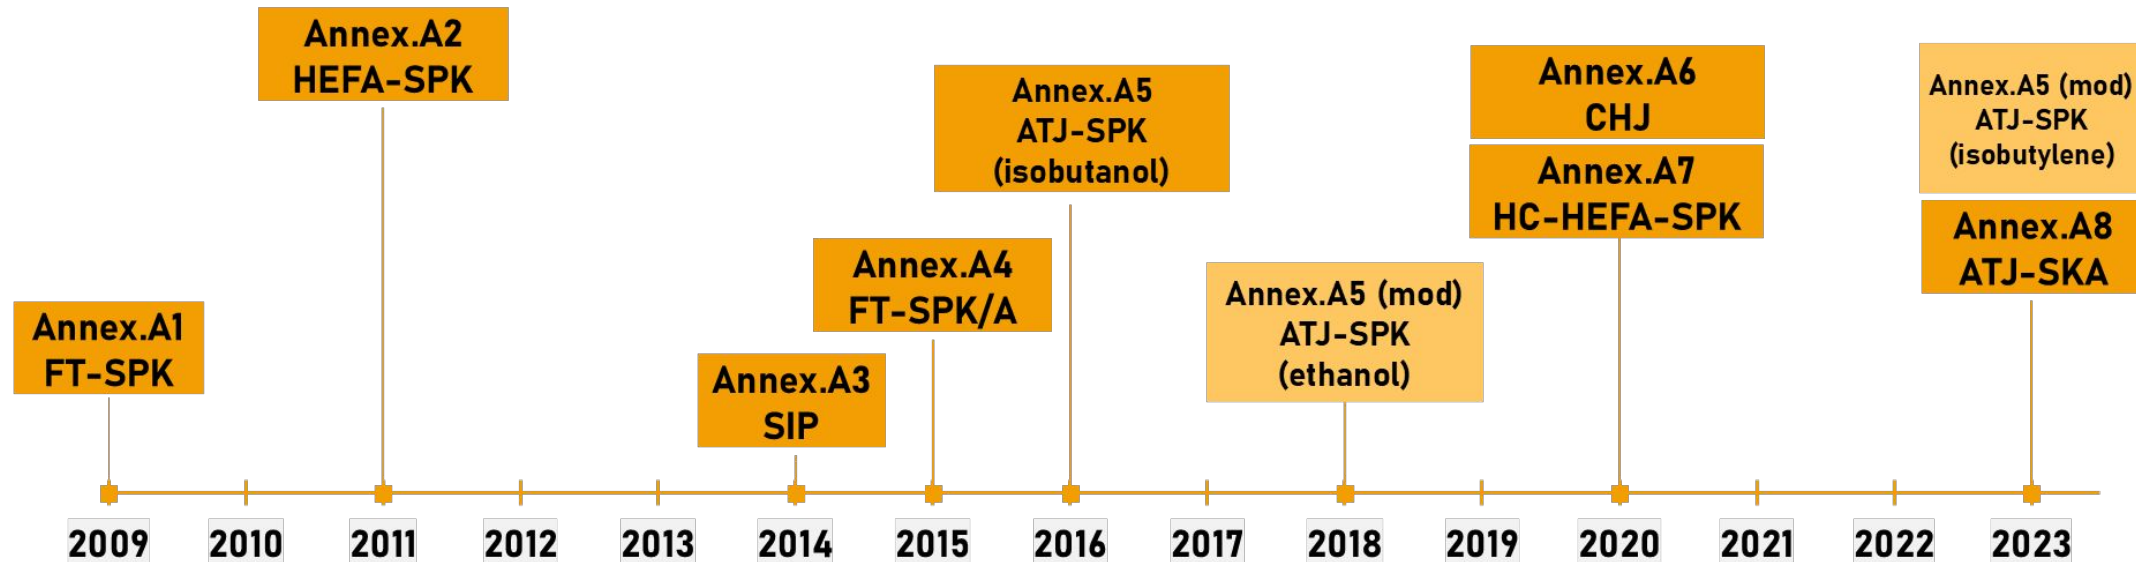 Annex.A1
FT-SPK
Annex.A2
HEFA-SPK
Annex.A3
SIP
Annex.A4
FT-SPK/A
Annex.A5
ATJ-SPK
(isobutanol)
Annex.A5 (mod)
ATJ-SPK
(ethanol)
Annex.A6
CHJ
Annex.A7
HC-HEFA-SPK
Annex.A5 (mod)
ATJ-SPK
(isobutylene)
Annex.A8
ATJ-SKA
2009 2010 2011 2012 2013 2014 2015 2016 2017 2018 2019 2020 2021 2022 2023